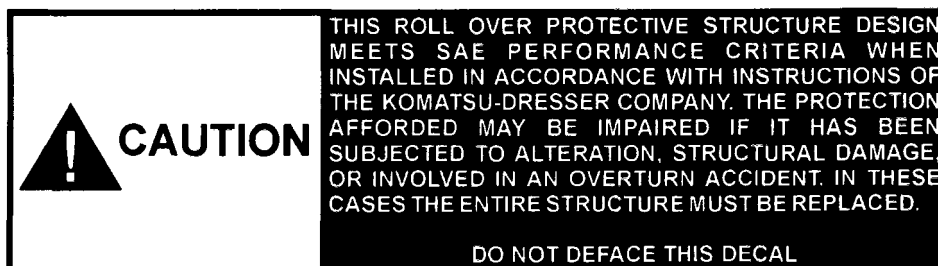 CAUTION
THIS ROLL OVER PROTECTIVE STRUCTURE DESIGN
MEETS SAE PERFORMANCE CRITERIA WHEN
INSTALLED IN ACCORDANCE WITH INSTRUCTIONS OF
THE KOMATSU-DRESSER COMPANY. THE PROTECTION
AFFORDED MAY BE IMPAIRED IF IT HAS BEEN
SUBJECTED TO ALTERATION, STRUCTURAL DAMAGE,
OR INVOLVED IN AN OVERTURN ACCIDENT. IN THESE
CASES THE ENTIRE STRUCTURE MUST BE REPLACED.
DO NOT DEFACE THIS DECAL